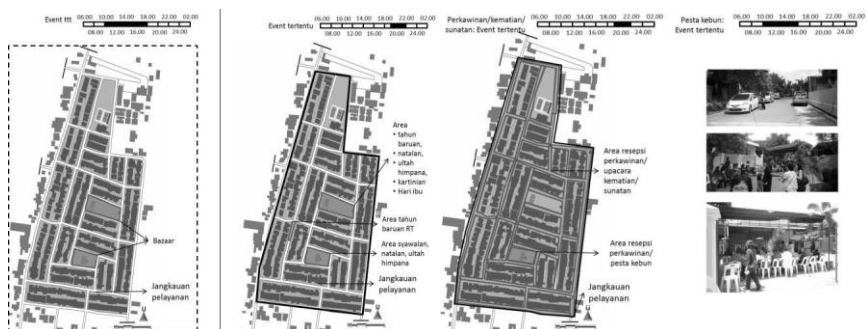 Event ttt
06.00 10.00 14.00 18.00 22.00 02.00
08.00 12.00 16.00 20.00 24.00
Bazaar
Jangkauan
pelayanan
Event tertentu
06.00 10.00 14.00 18.00 22.00 02.00
08.00 12.00 16.00 20.00 24.00
Area
• tahun
baruan,
• natalan,
• ultah
himpana,
• kartinian
• Hari ibu
Area tahun
baruan RT
Area syawalan,
natalan, ultah
himpana
Jangkauan
pelayanan
Perkawinan/kematian/
sunatan: Event tertentu
06.00 10.00 14.00 18.00 22.00 02.00
08.00 12.00 16.00 20.00 24.00
Area resepsi
perkawinan/
upacara
kematian/
sunatan
Area resepsi
perkawinan/
pesta kebun
Jangkauan
pelayanan
Pesta kebun:
Event tertentu
06.00 10.00 14.00 18.00 22.00 02.00
08.00 12.00 16.00 20.00 24.00